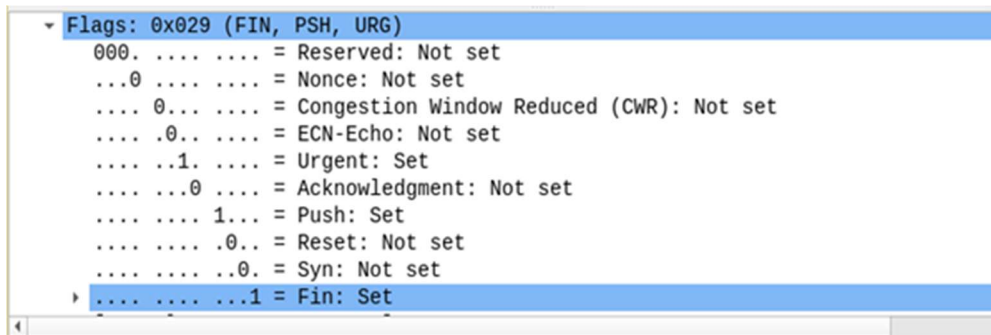 Flags: 0x029 (FIN, PSH, URG)
000. .... .... = Reserved: Not set
...0 .... .... = Nonce: Not set
.... 0... .... = Congestion Window Reduced (CWR): Not set
.... .0.. .... = ECN-Echo: Not set
.... ..1. .... = Urgent: Set
.... ...0 .... = Acknowledgment: Not set
.... .... 1... = Push: Set
.... .... .0.. = Reset: Not set
.... .... ..0. = Syn: Not set
.... .... ...1 = Fin: Set